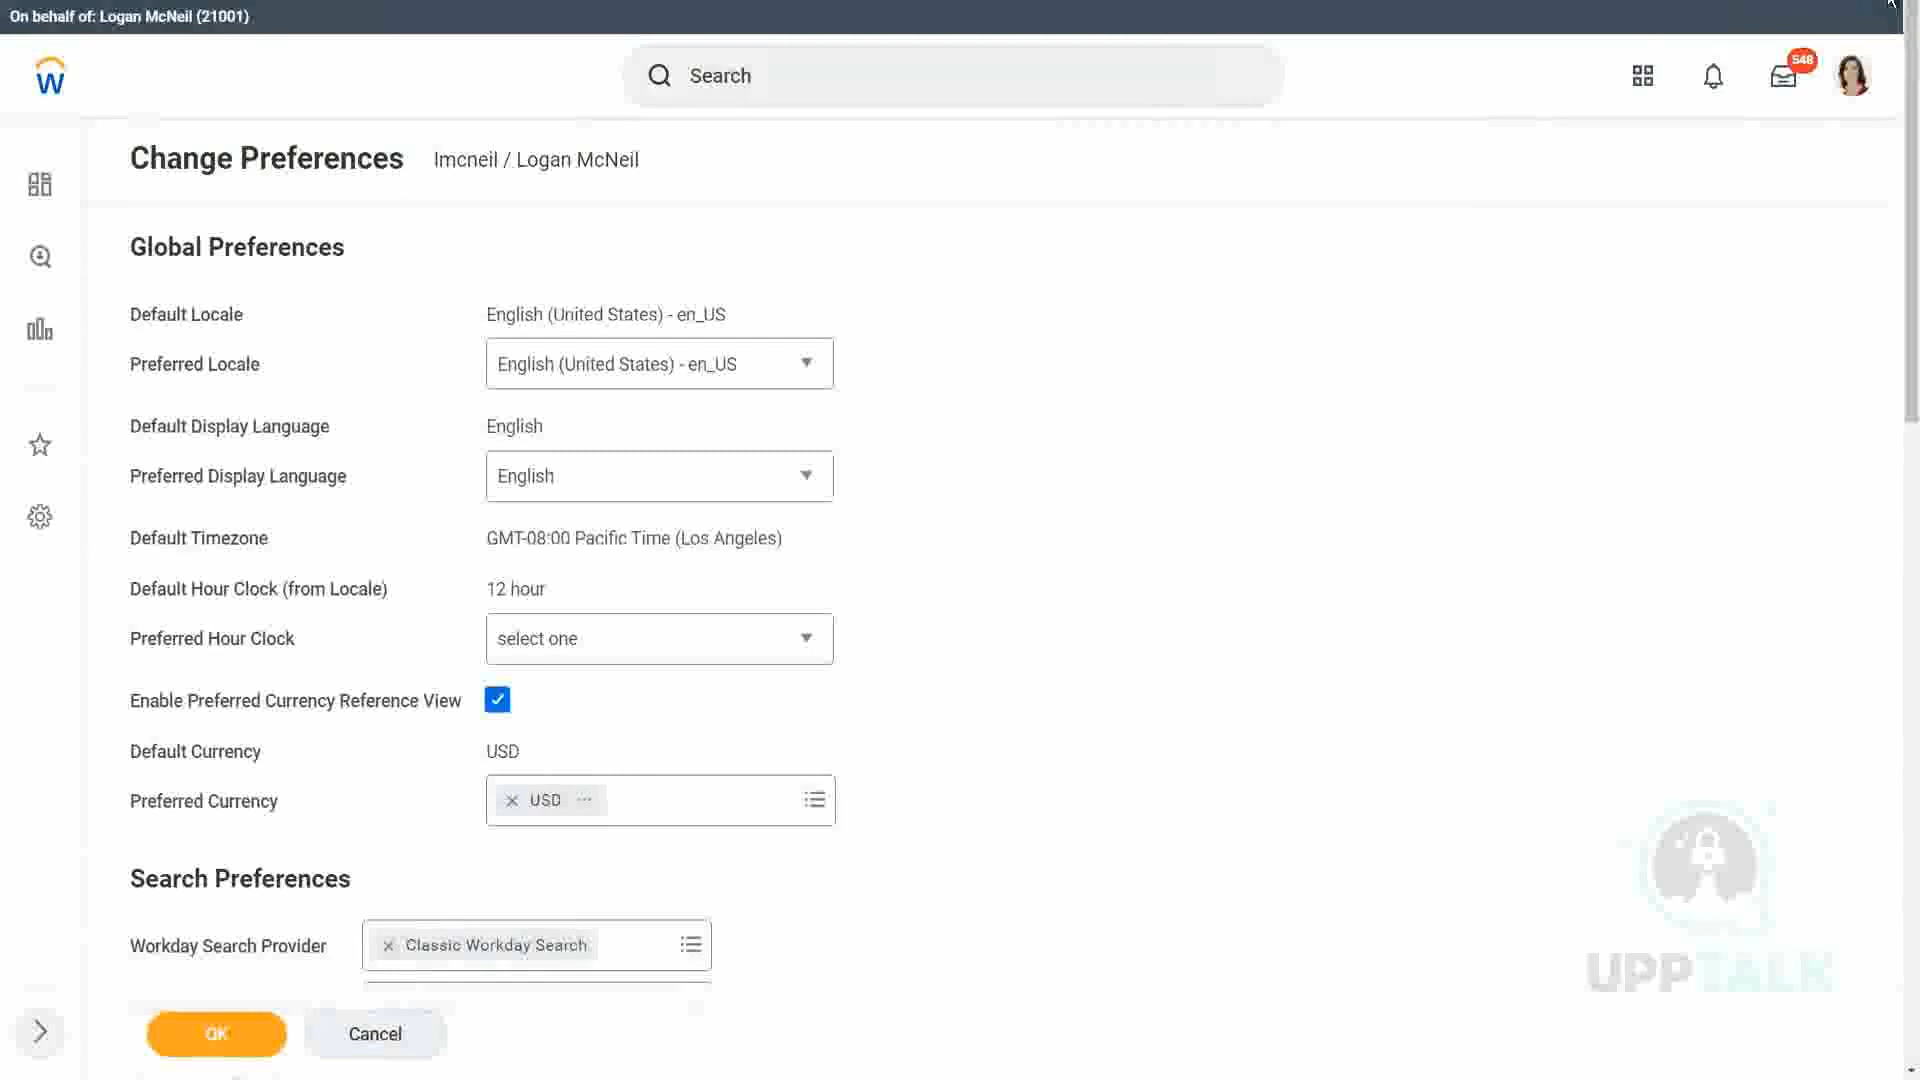 On behalf of: Logan McNeil (21001)
W
Search
548
Change Preferences lmcneil / Logan McNeil
Global Preferences
Default Locale English (United States) - en_US
Preferred Locale English (United States) - en_US
Default Display Language English
Preferred Display Language English
Default Timezone GMT-08:00 Pacific Time (Los Angeles)
Default Hour Clock (from Locale) 12 hour
Preferred Hour Clock select one
Enable Preferred Currency Reference View
Default Currency USD
Preferred Currency USD
Search Preferences
Workday Search Provider Classic Workday Search
UPPTALK
OK Cancel